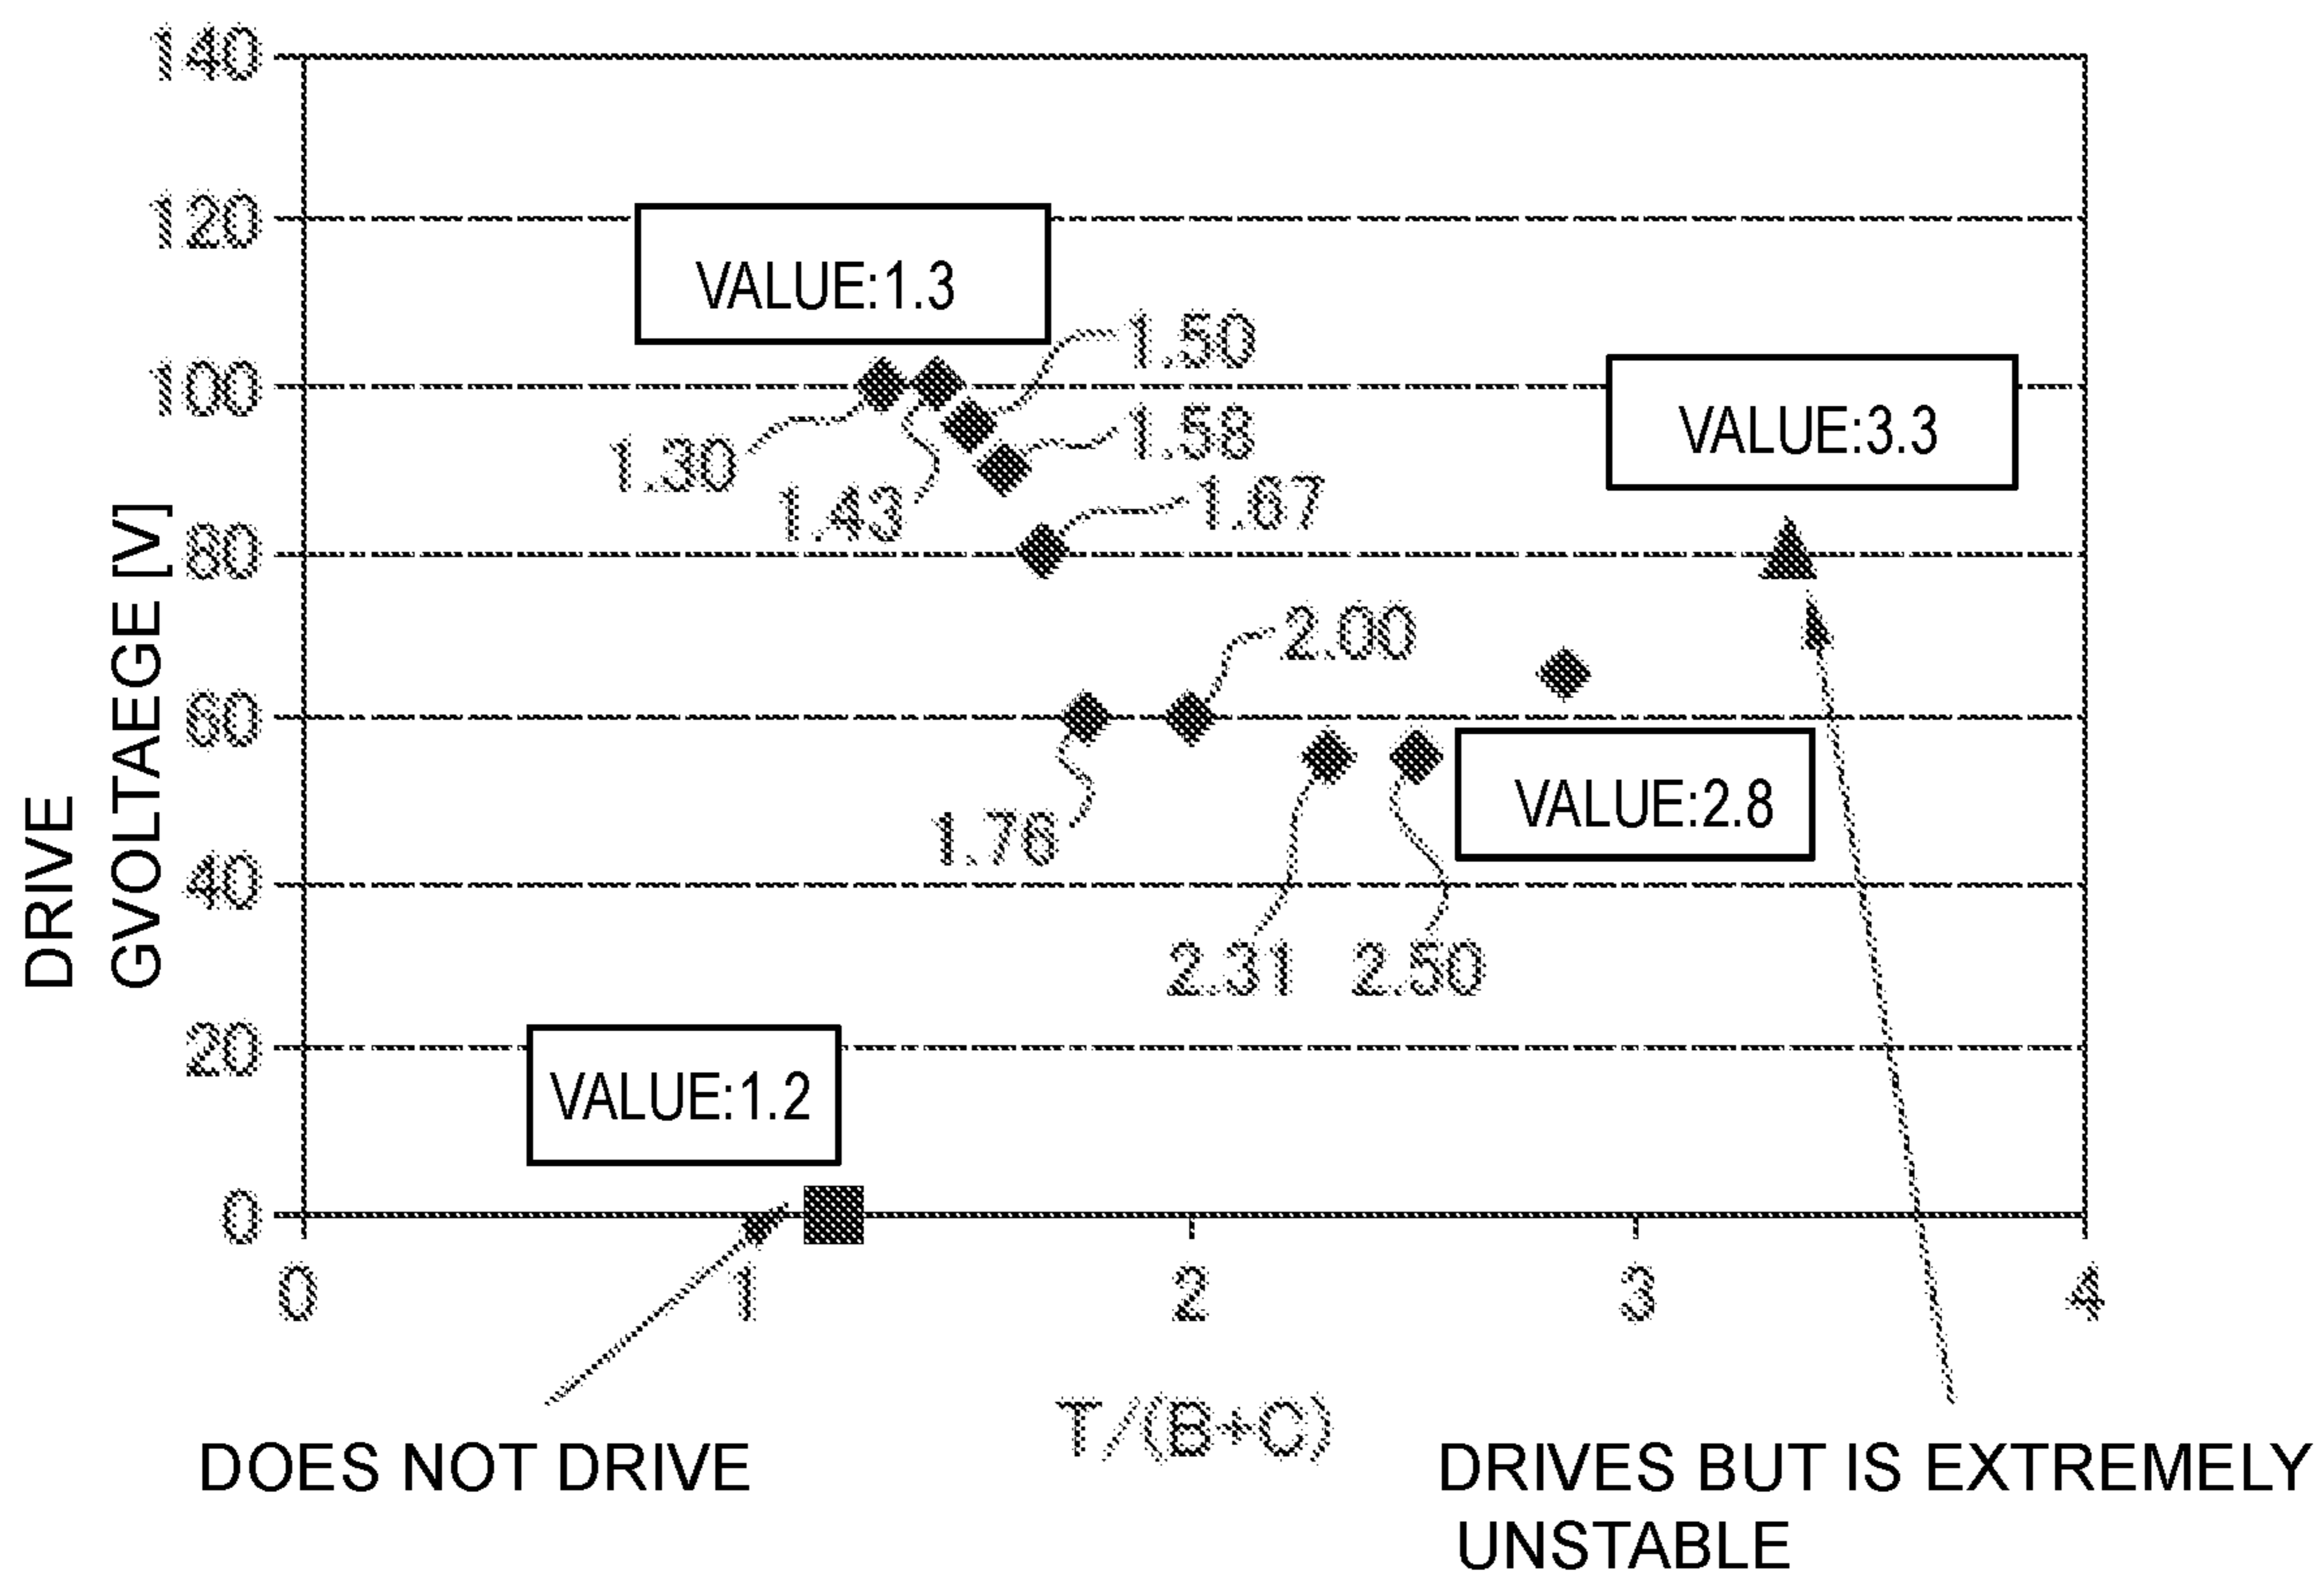 140
120
VALUE:1.3
1.50
100
VALUE:3.3
1.58
1.30
1.43
1.67
80
2.00
60
DRIVE
GVOLTAEGE [V]
VALUE:2.8
1.76
40
2.31
2.50
20
VALUE:1.2
0
0
1
2
3
4
T/(B+C)
DOES NOT DRIVE
DRIVES BUT IS EXTREMELY
UNSTABLE